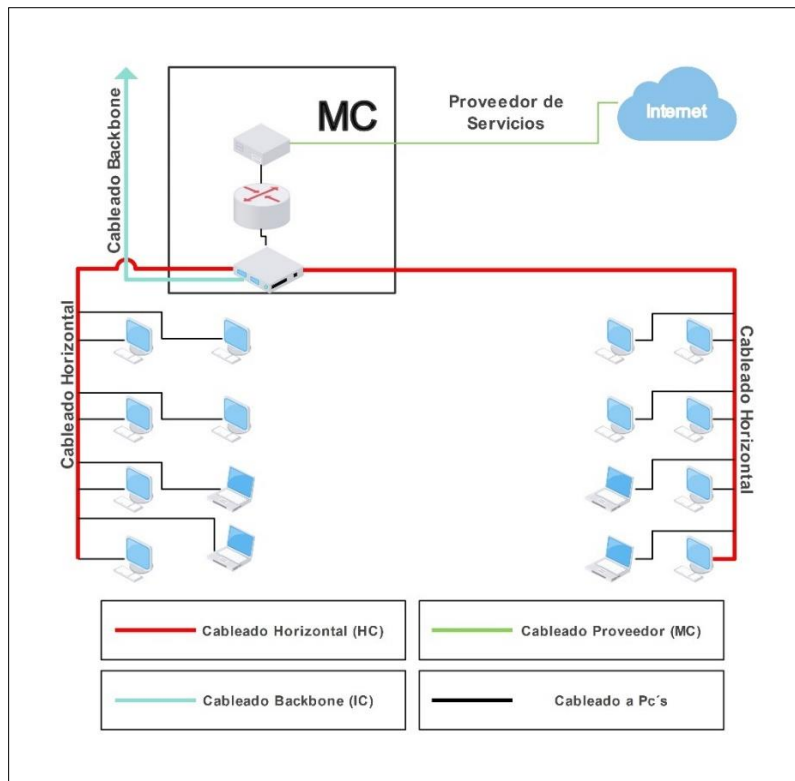 MC
Proveedor de
Servicios
Internet
Cableado Backbone
Cableado Horizontal
Cableado Horizontal
Cableado Horizontal (HC)
Cableado Proveedor (MC)
Cableado Backbone (IC)
Cableado a Pc´s